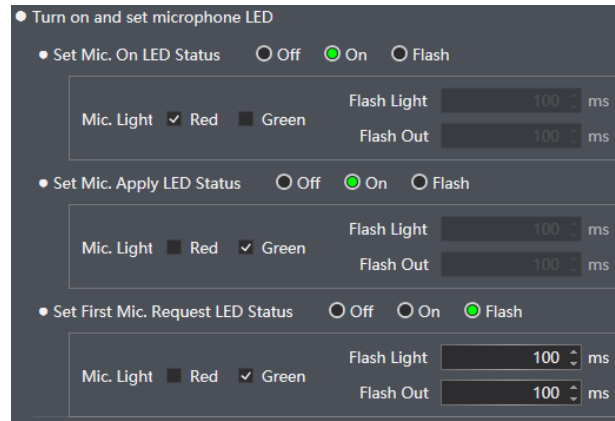 Turn on and set microphone LED
Set Mic. On LED Status Off On Flash
Flash Light 100 ms
Mic. Light Red Green
Flash Out 100 ms
Set Mic. Apply LED Status Off On Flash
Flash Light 100 ms
Mic. Light Red Green
Flash Out 100 ms
Set First Mic. Request LED Status Off On Flash
Flash Light 100 ms
Mic. Light Red Green
Flash Out 100 ms